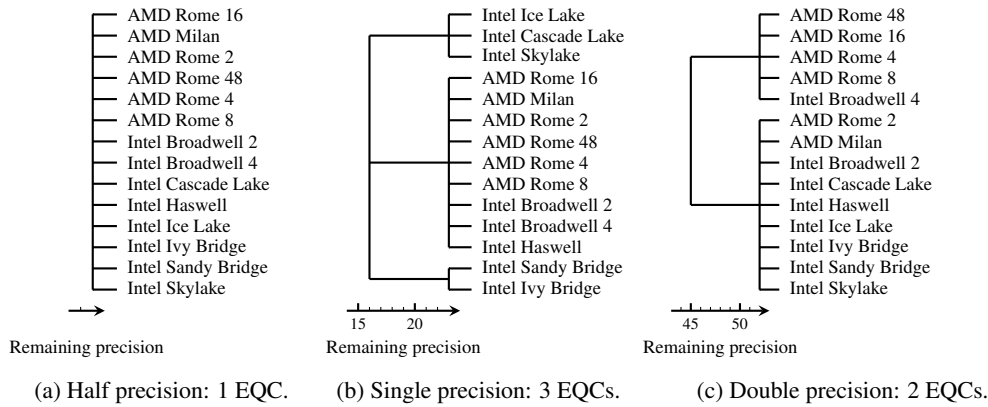 AMD Rome 16
AMD Milan
AMD Rome 2
AMD Rome 48
AMD Rome 4
AMD Rome 8
Intel Broadwell 2
Intel Broadwell 4
Intel Cascade Lake
Intel Haswell
Intel Ice Lake
Intel Ivy Bridge
Intel Sandy Bridge
Intel Skylake
Remaining precision
(a) Half precision: 1 EQC.
Intel Ice Lake
Intel Cascade Lake
Intel Skylake
AMD Rome 16
AMD Milan
AMD Rome 2
AMD Rome 48
AMD Rome 4
AMD Rome 8
Intel Broadwell 2
Intel Broadwell 4
Intel Haswell
Intel Sandy Bridge
Intel Ivy Bridge
15 20
Remaining precision
(b) Single precision: 3 EQCs.
AMD Rome 48
AMD Rome 16
AMD Rome 4
AMD Rome 8
Intel Broadwell 4
AMD Rome 2
AMD Milan
Intel Broadwell 2
Intel Cascade Lake
Intel Haswell
Intel Ice Lake
Intel Ivy Bridge
Intel Sandy Bridge
Intel Skylake
45 50
Remaining precision
(c) Double precision: 2 EQCs.